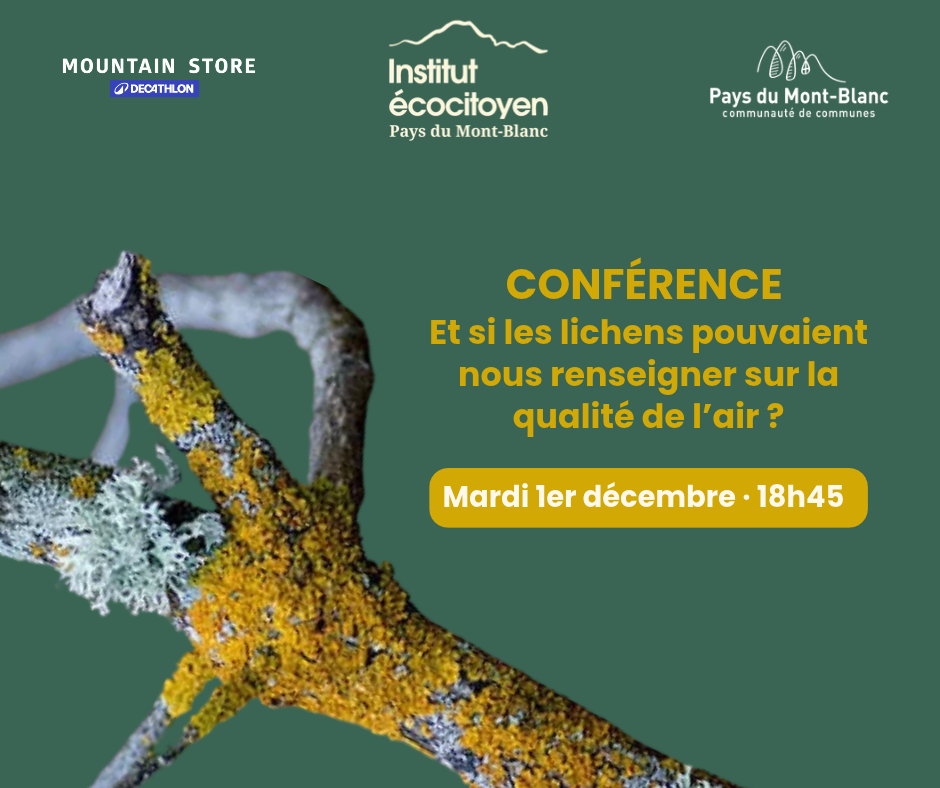 MOUNTAIN STORE
DECATHLON
Institut
écocitoyen
Pays du Mont-Blanc
Pays du Mont-Blanc
communauté de communes
CONFÉRENCE
Et si les lichens pouvaient
nous renseigner sur la
qualité de l’air ?
Mardi 1er décembre · 18h45